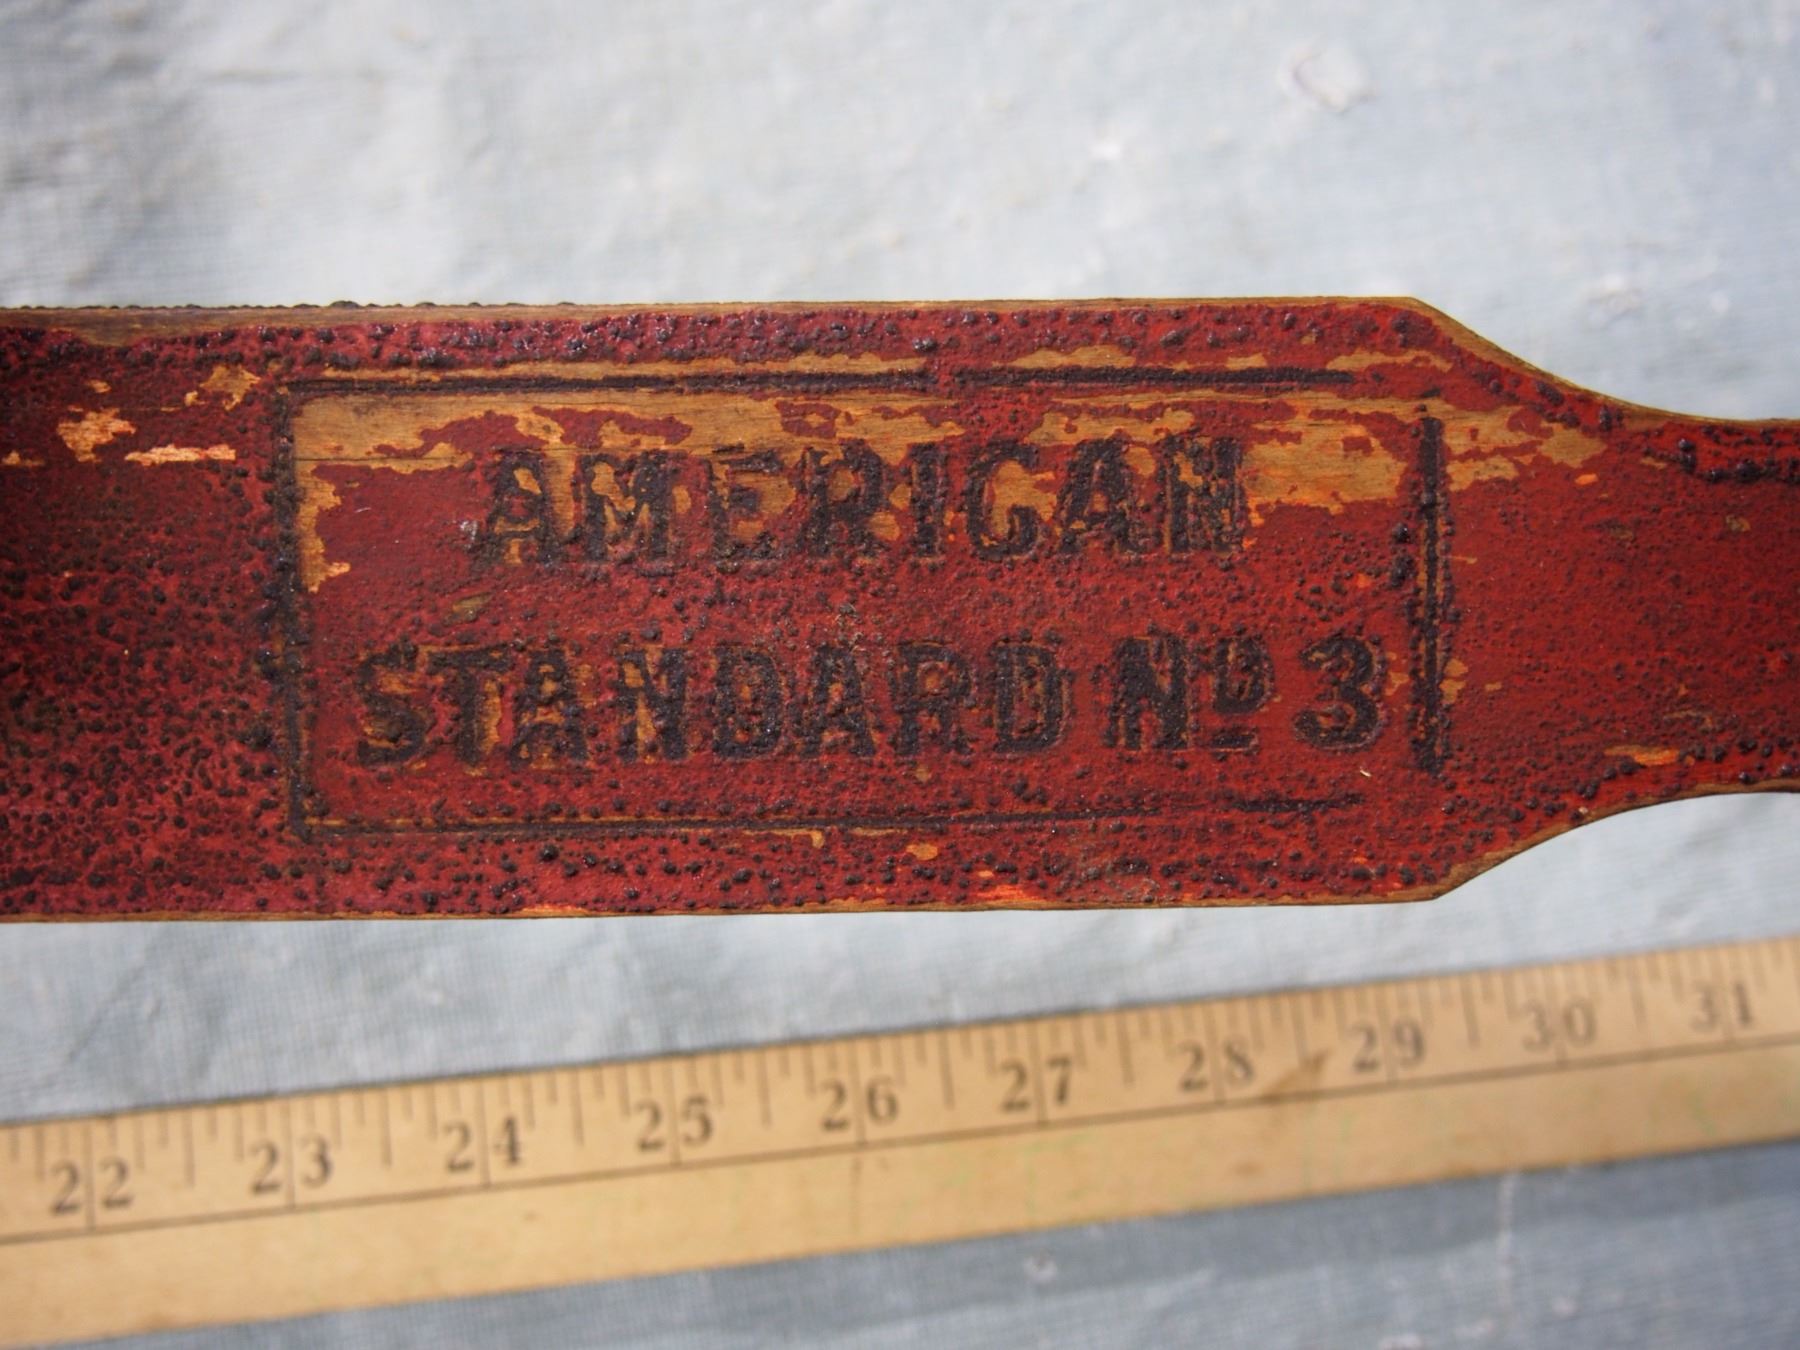 AMERICAN
STANDARD Nº 3
22 23 24 25 26 27 28 29 30 31